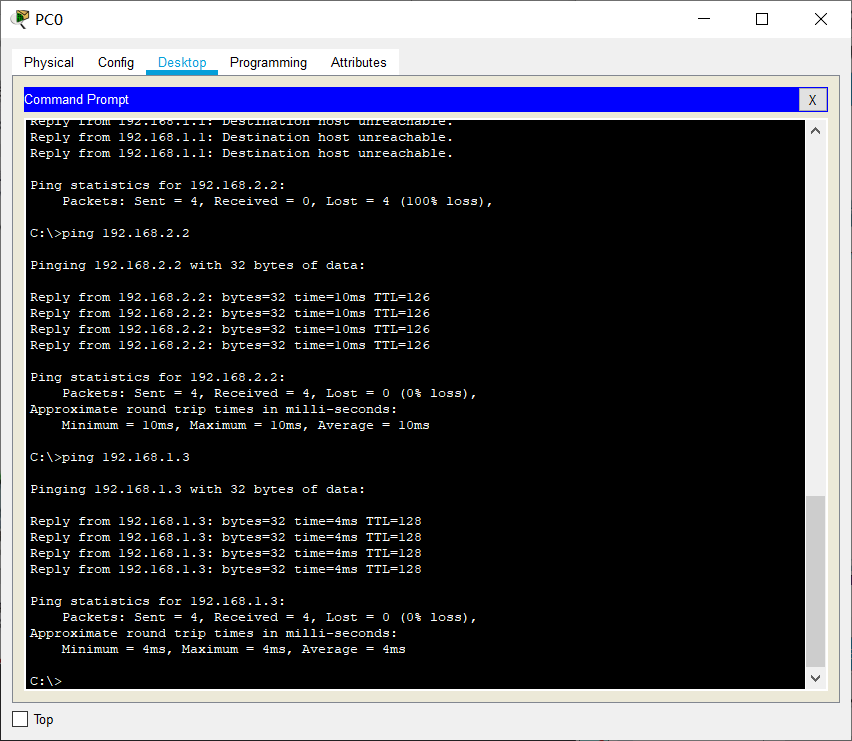 PC0
Physical Config Desktop Programming Attributes
Command Prompt X
Reply from 192.168.1.1: Destination host unreachable.
Reply from 192.168.1.1: Destination host unreachable.
Reply from 192.168.1.1: Destination host unreachable.
Ping statistics for 192.168.2.2:
Packets: Sent = 4, Received = 0, Lost = 4 (100% loss),
C:\>ping 192.168.2.2
Pinging 192.168.2.2 with 32 bytes of data:
Reply from 192.168.2.2: bytes=32 time=10ms TTL=126
Reply from 192.168.2.2: bytes=32 time=10ms TTL=126
Reply from 192.168.2.2: bytes=32 time=10ms TTL=126
Reply from 192.168.2.2: bytes=32 time=10ms TTL=126
Ping statistics for 192.168.2.2:
Packets: Sent = 4, Received = 4, Lost = 0 (0% loss),
Approximate round trip times in milli-seconds:
Minimum = 10ms, Maximum = 10ms, Average = 10ms
C:\>ping 192.168.1.3
Pinging 192.168.1.3 with 32 bytes of data:
Reply from 192.168.1.3: bytes=32 time=4ms TTL=128
Reply from 192.168.1.3: bytes=32 time=4ms TTL=128
Reply from 192.168.1.3: bytes=32 time=4ms TTL=128
Reply from 192.168.1.3: bytes=32 time=4ms TTL=128
Ping statistics for 192.168.1.3:
Packets: Sent = 4, Received = 4, Lost = 0 (0% loss),
Approximate round trip times in milli-seconds:
Minimum = 4ms, Maximum = 4ms, Average = 4ms
C:\>
Top